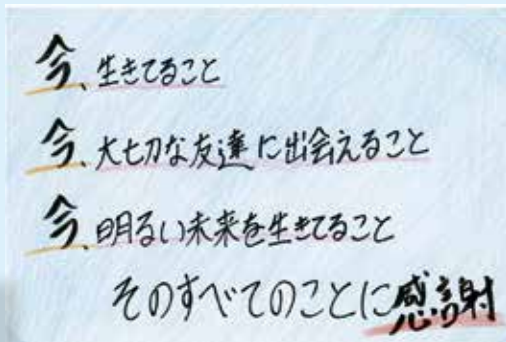 今、生きてること
今、大切な友達に出会えること
今、明るい未来を生きてること
そのすべてのことに感謝